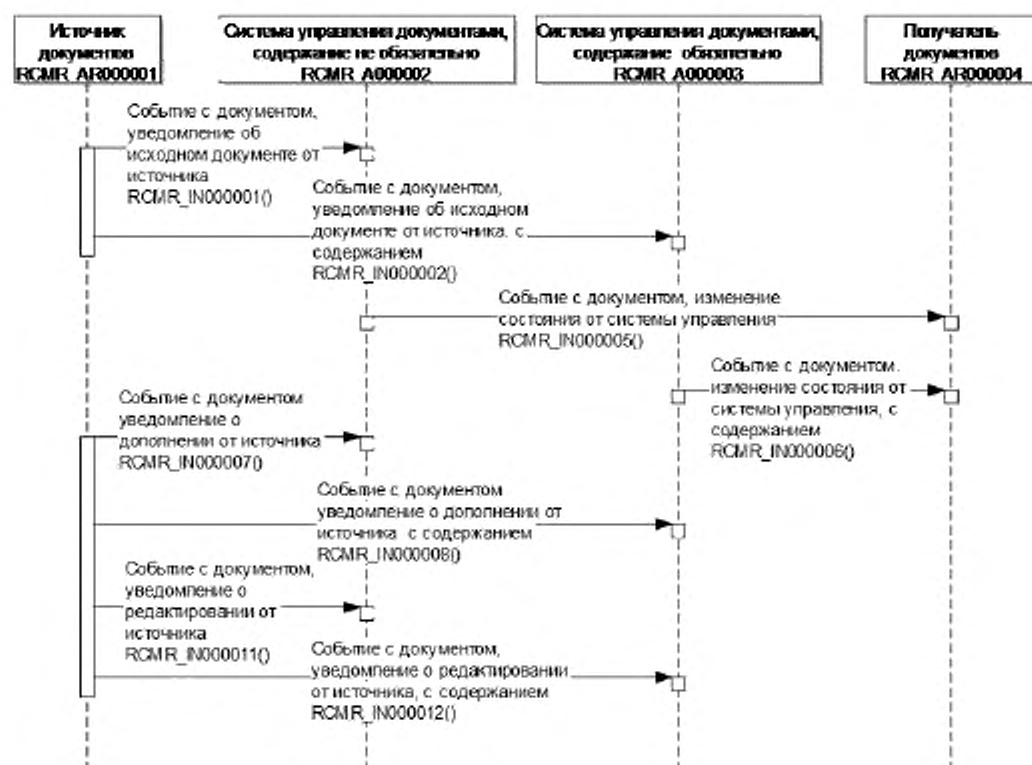 Источник
документов
RCMR_AR000001
Система управления документами,
содержание не обязательно
RCMR_A000002
Система управления документами,
содержание обязательно
RCMR_A000003
Получатель
документов
RCMR_AR000004
Событие с документом,
уведомление об
исходном документе от
источника
RCMR_IN000001()
Событие с документом,
уведомление об исходном
документе от источника. с
содержанием
RCMR_IN000002()
Событие с документом, изменение
состояния от системы управления
RCMR_IN000005()
Событие с документом.
изменение состояния от
системы управления, с
содержанием
RCMR_IN000006()
Событие с документом
уведомление о
дополнении от источника
RCMR_IN000007()
Событие с документом
уведомление о дополнении от
источника с содержанием
RCMR_IN000008()
Событие с документом,
уведомление о
редактировании от
источника
RCMR_IN000011()
Событие с документом,
уведомление о редактировании
от источника, с содержанием
RCMR_IN000012()